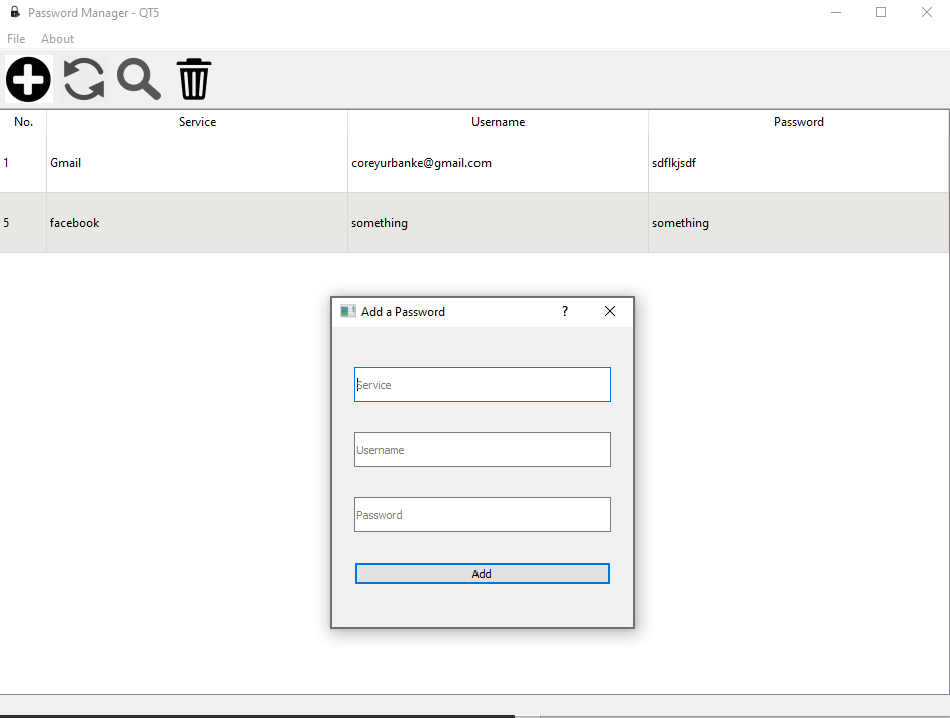 Password Manager - QT5
File About
No. Service Username Password
1 Gmail coreyurbanke@gmail.com sdflkjsdf
5 facebook something something
Add a Password ?
Service
Username
Password
Add